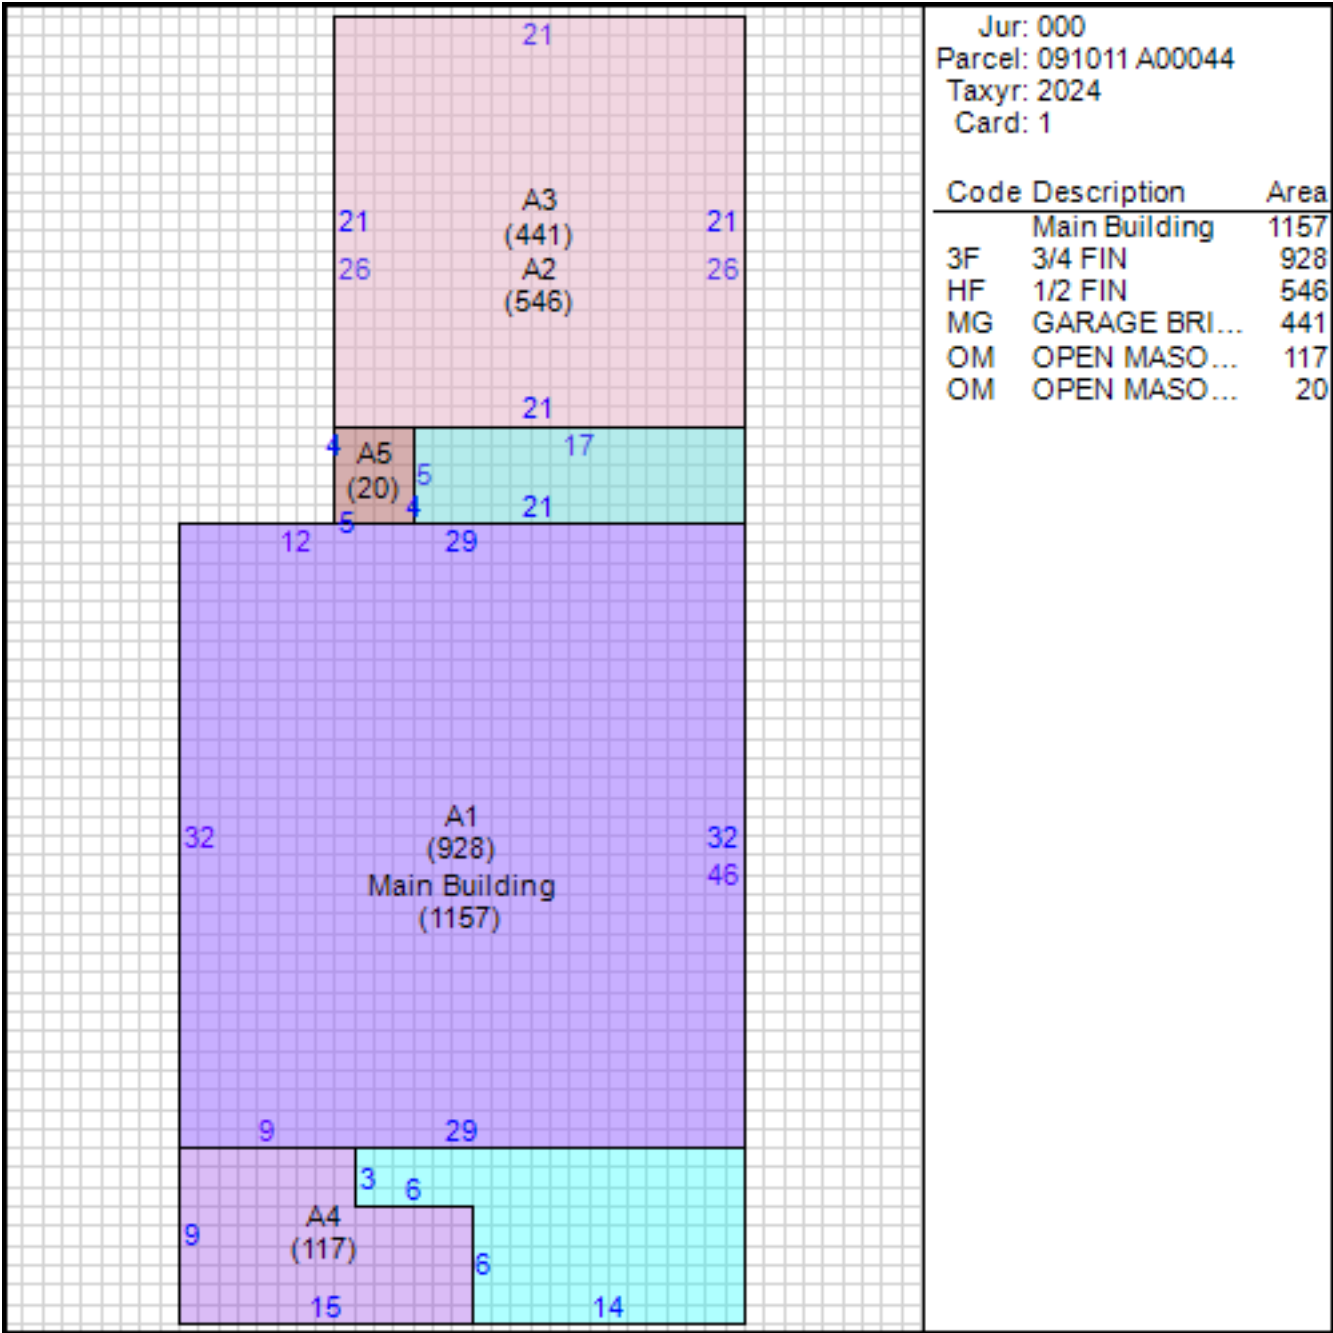 21
A3
(441)
21
21
A2
(546)
26
26
21
4
A5
(20)
17
5
4
21
5
12
29
A1
(928)
32
32
Main Building
(1157)
46
9
29
3
6
A4
(117)
9
6
15
14
Jur: 000
Parcel: 091011 A00044
Taxyr: 2024
Card: 1
Code Description Area
Main Building 1157
3F 3/4 FIN 928
HF 1/2 FIN 546
MG GARAGE BRI... 441
OM OPEN MASO... 117
OM OPEN MASO... 20